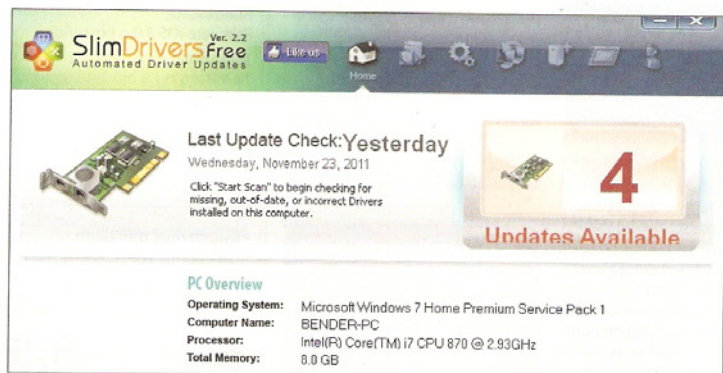 Ver. 2.2
SlimDrivers Free
Automated Driver Updates
Like us
Home
Last Update Check: Yesterday
Wednesday, November 23, 2011
Click "Start Scan" to begin checking for
missing, out-of-date, or incorrect Drivers
installed on this computer.
4
Updates Available
PC Overview
Operating System: Microsoft Windows 7 Home Premium Service Pack 1
Computer Name: BENDER-PC
Processor: Intel(R) Core(TM) i7 CPU 870 @ 2.93GHz
Total Memory: 8.0 GB